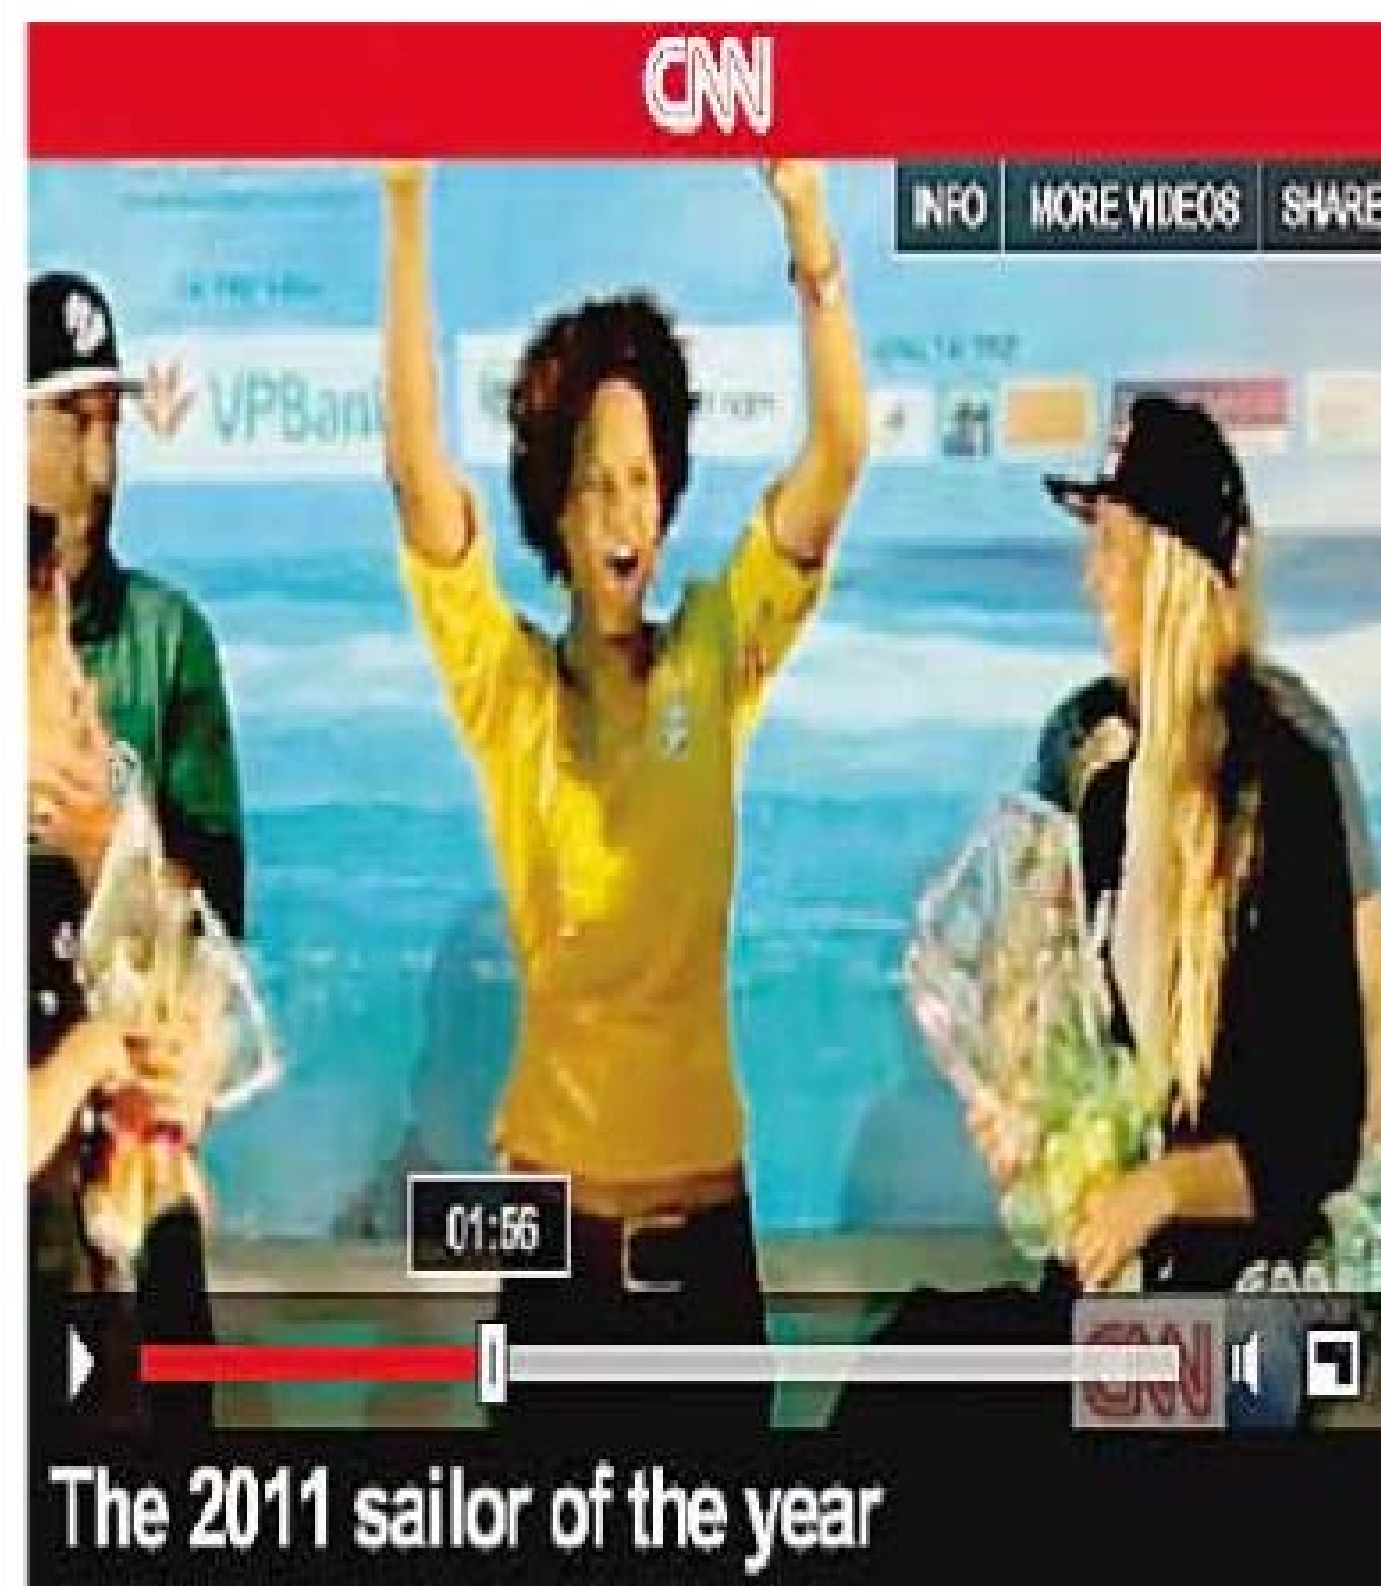 CNN
INFO MORE VIDEOS SHARE
VPBank
01:56
CNN
The 2011 sailor of the year